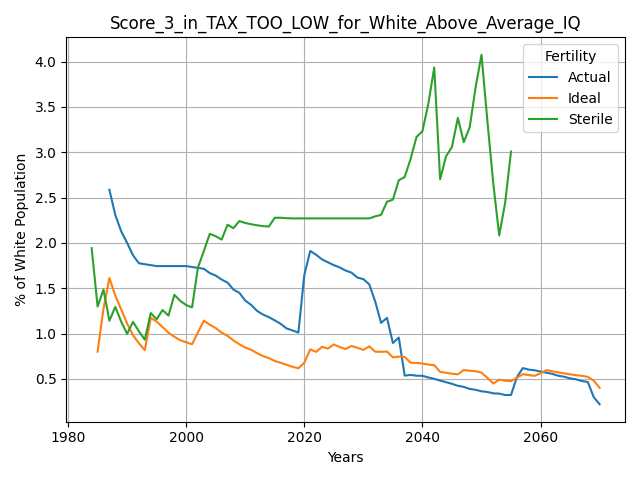 Score_3_in_TAX_TOO_LOW_for_White_Above_Average_IQ
Fertility
Actual
Ideal
Sterile
% of White Population
4.0
3.5
3.0
2.5
2.0
1.5
1.0
0.5
1980
2000
2020
2040
2060
Years